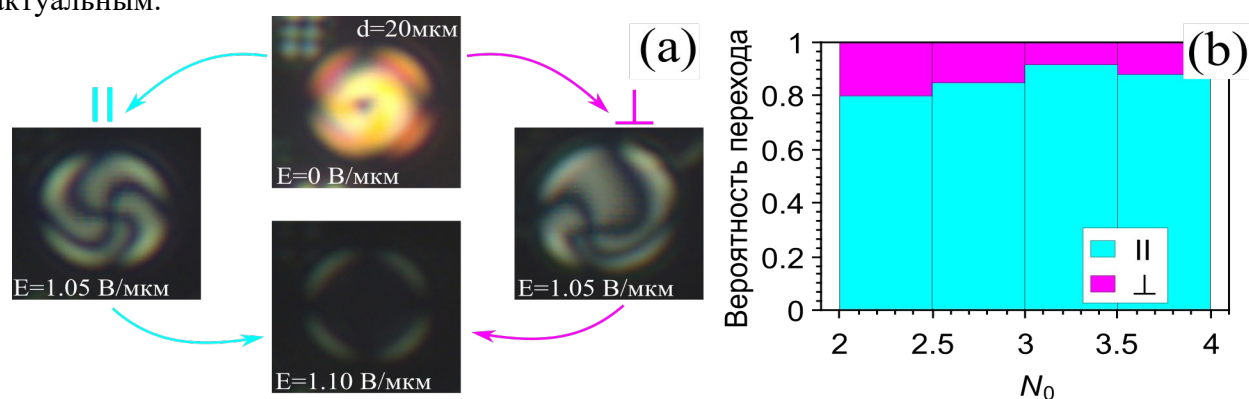 актуальным.
d=20мкм
(a)
||
⊥
E=0 В/мкм
E=1.05 В/мкм
E=1.05 В/мкм
E=1.10 В/мкм
(b)
Вероятность перехода
1
0.8
0.6
0.4
0.2
0
||
⊥
2 2.5 3 3.5 4
N₀